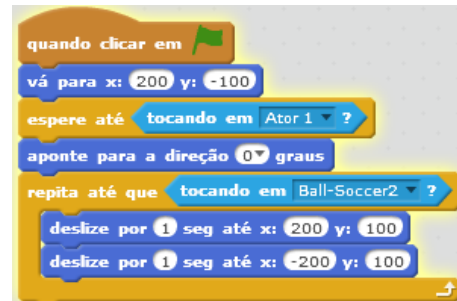 quando clicar em
vá para x: 200 y: -100
espere até tocando em Ator 1 ?
aponte para a direção 0 graus
repita até que tocando em Ball-Soccer2 ?
deslize por 1 seg até x: 200 y: 100
deslize por 1 seg até x: -200 y: 100